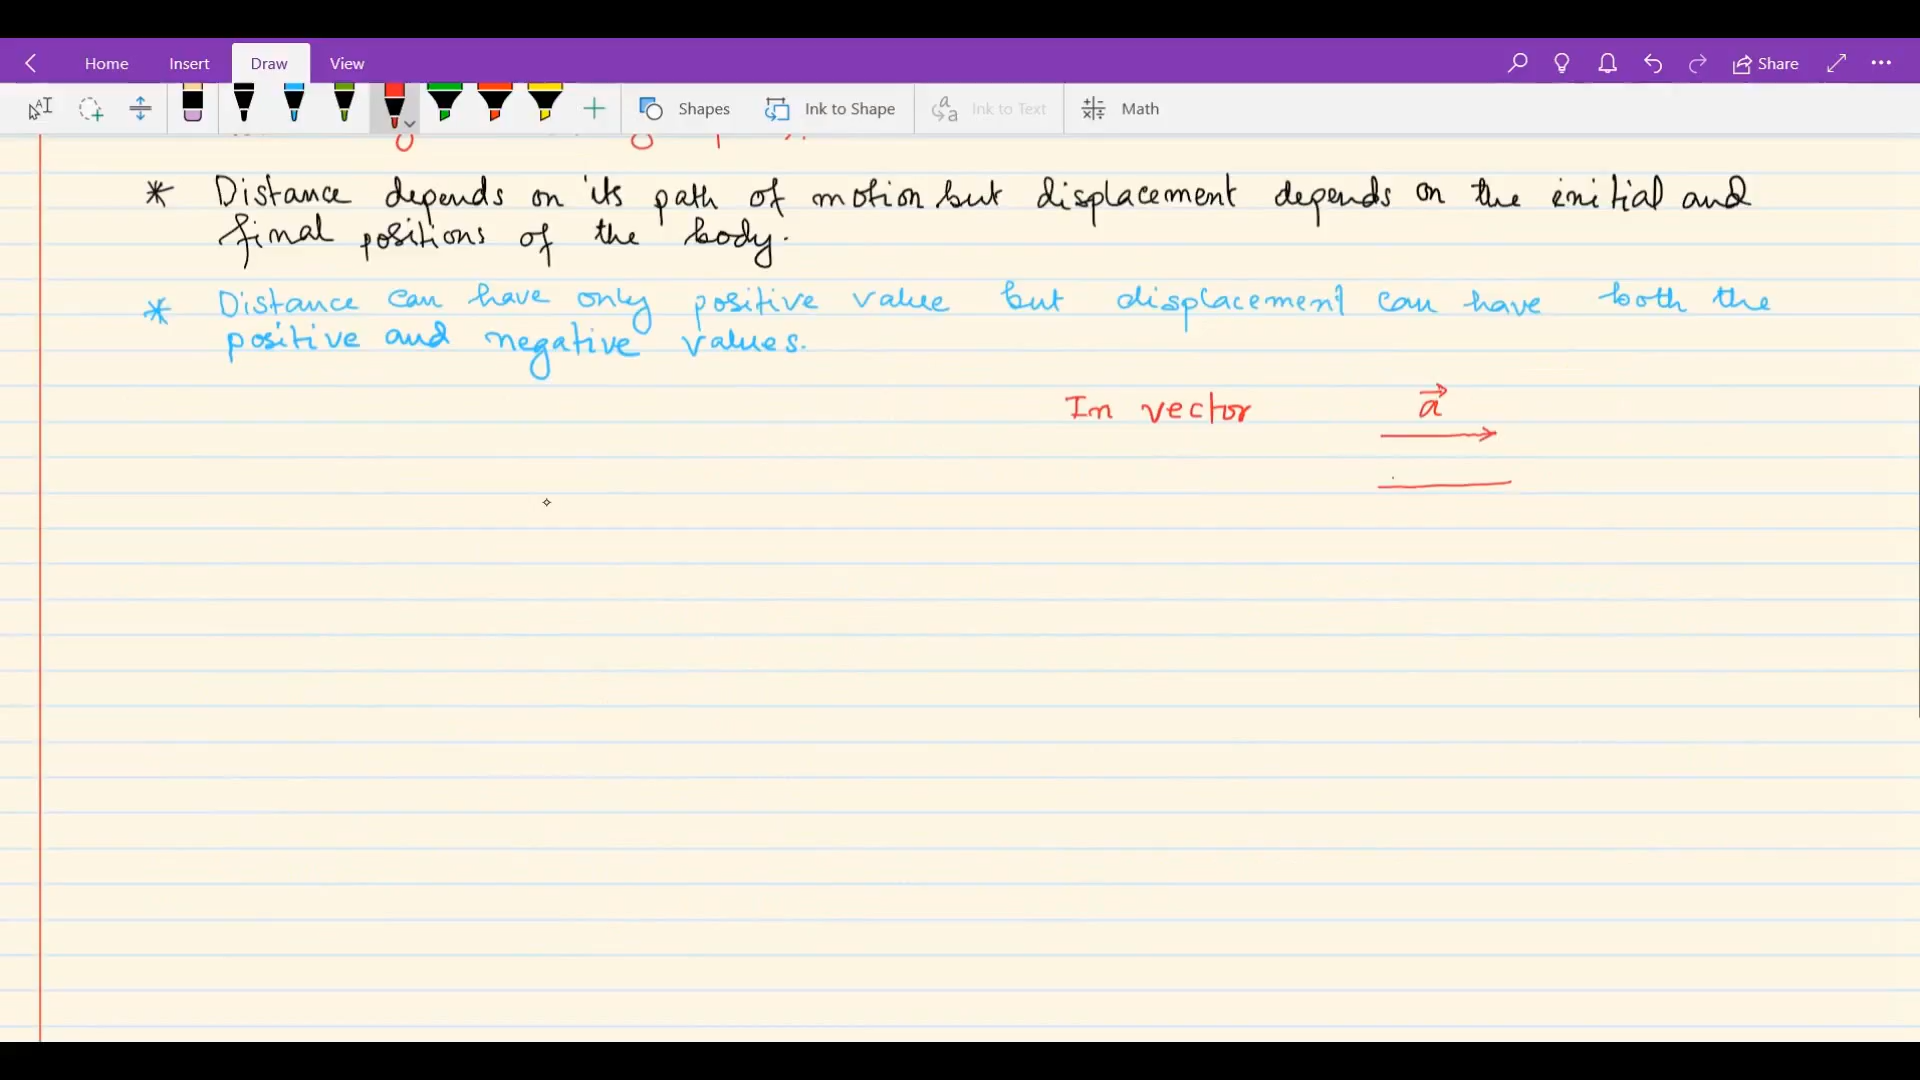 Home Insert Draw View Share
Shapes Ink to Shape Ink to Text Math
* Distance depends on its path of motion but displacement depends on the initial and
final positions of the body.
* Distance can have only positive value but displacement can have both the
positive and negative values.
In vector a⃗